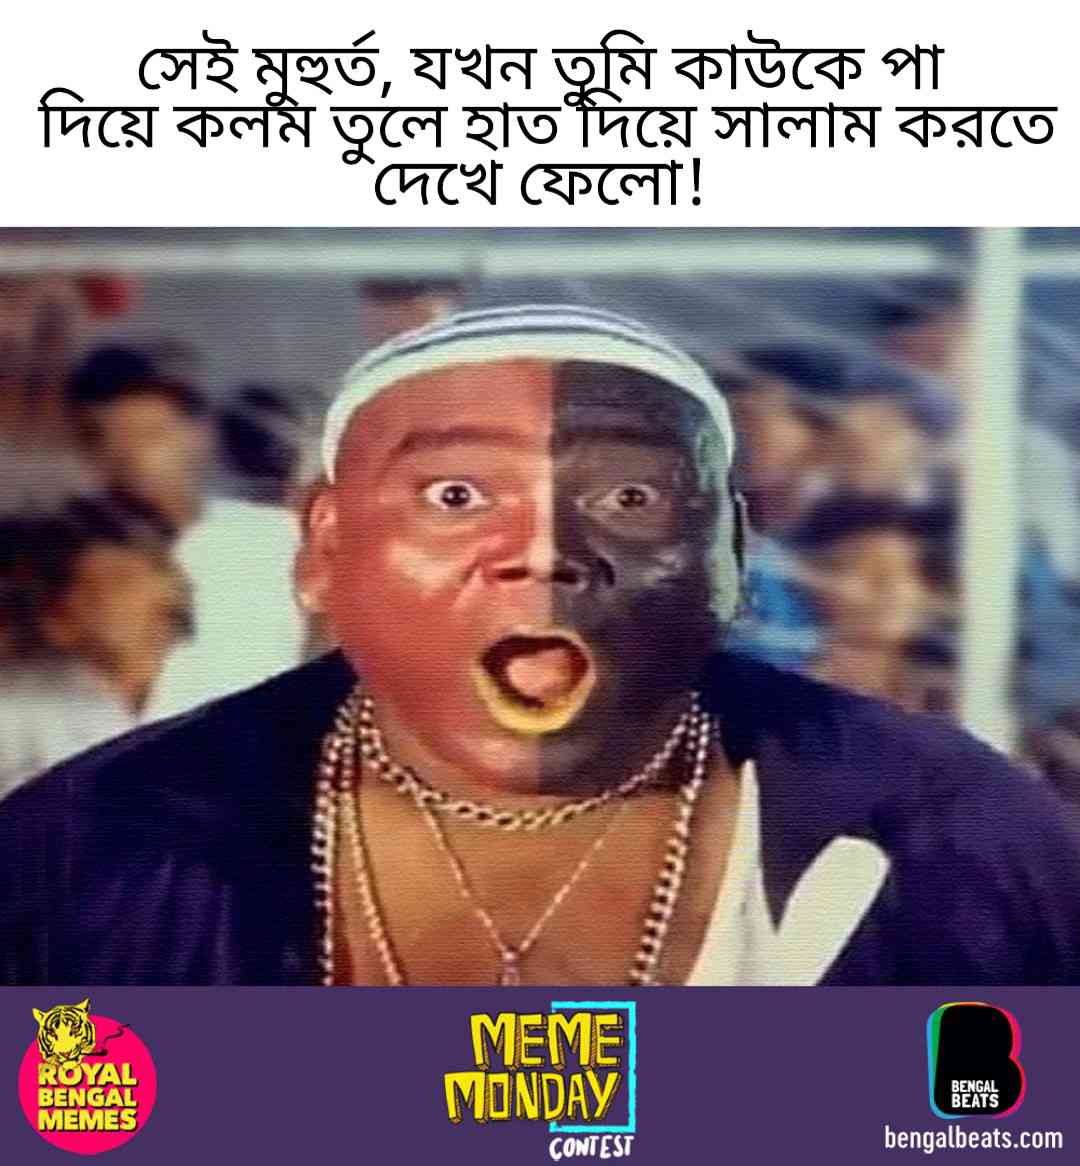 সেই মুহুর্ত, যখন তুমি কাউকে পা
দিয়ে কলম তুলে হাত দিয়ে সালাম করতে
দেখে ফেলো!
ROYAL
BENGAL
MEMES
MEME
MONDAY
CONTEST
BENGAL
BEATS
bengalbeats.com